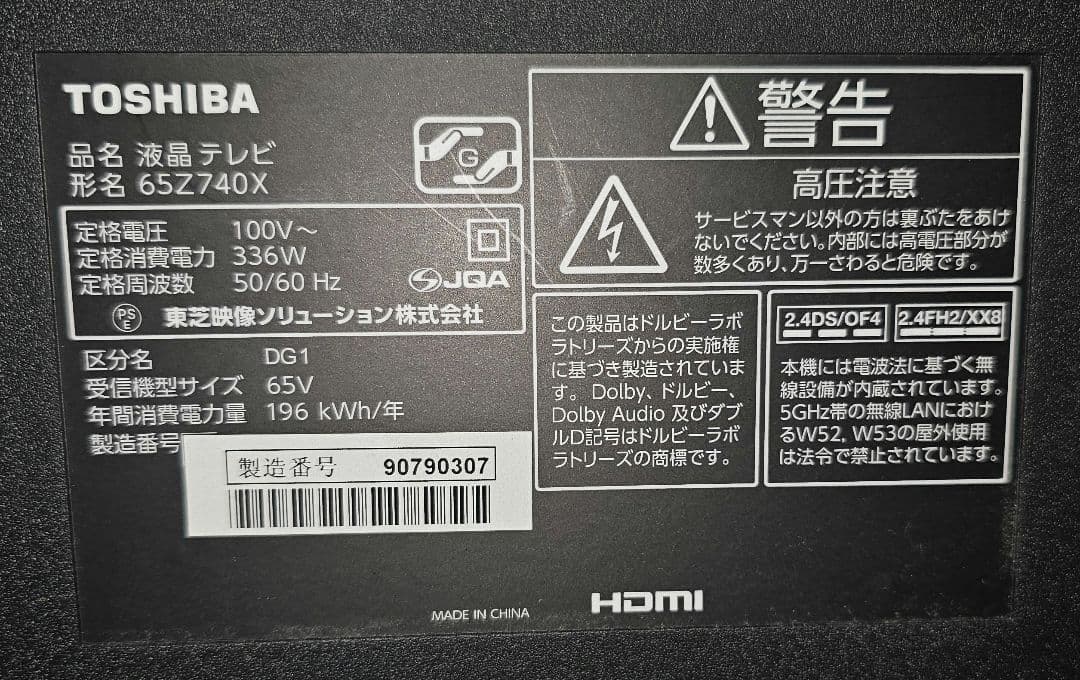 TOSHIBA
品名 液晶テレビ
形名 65Z740X
G
定格電圧 100V～
定格消費電力 336W
定格周波数 50/60 Hz
JQA
PS
E
東芝映像ソリューション株式会社
区分名 DG1
受信機型サイズ 65V
年間消費電力量 196 kWh/年
製造番号
製造番号 90790307
警告
高圧注意
サービスマン以外の方は裏ぶたをあけ
ないでください。内部には高電圧部分が
数多くあり、万一さわると危険です。
この製品はドルビーラボ
ラトリーズからの実施権
に基づき製造されていま
す。Dolby、ドルビー、
Dolby Audio 及びダブ
ルD記号はドルビーラボ
ラトリーズの商標です。
2.4DS/OF4 2.4FH2/XX8
本機には電波法に基づく無
線設備が内蔵されています。
5GHz帯の無線LANにおけ
るW52, W53の屋外使用
は法令で禁止されています。
MADE IN CHINA
HDMI